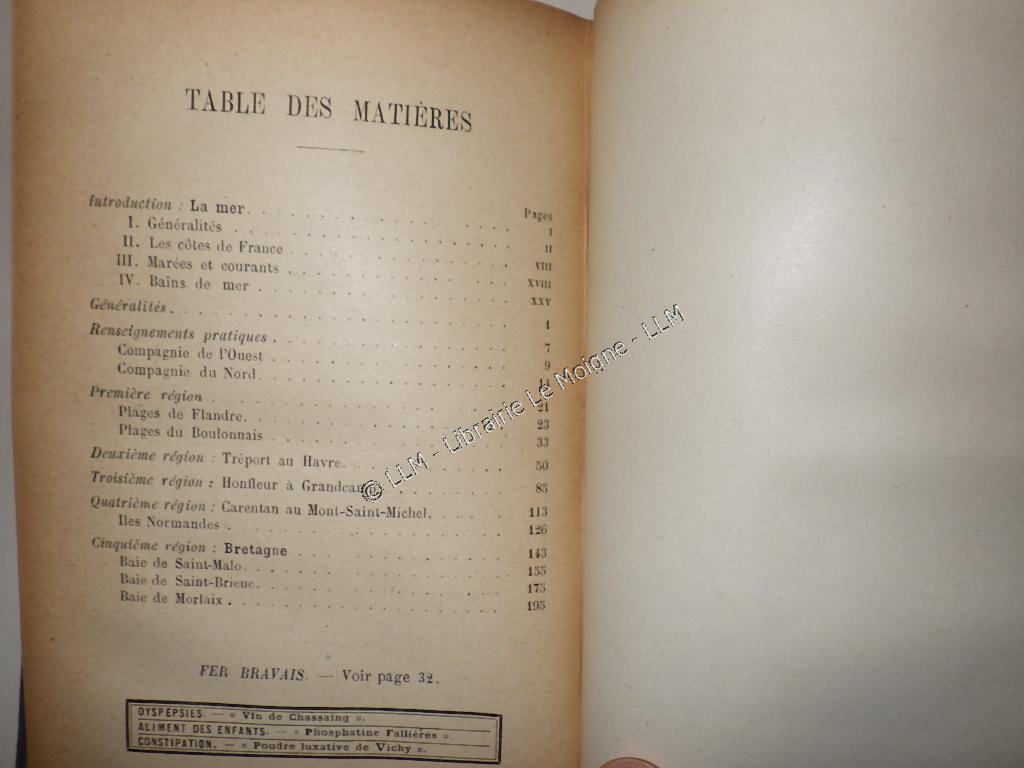 TABLE DES MATIÈRES
Pages
Introduction : La mer. I
I. Généralités II
II. Les côtes de France VIII
III. Marées et courants XVIII
IV. Bains de mer XXV
Généralités. 1
Renseignements pratiques 7
Compagnie de l'Ouest 9
Compagnie du Nord.
Première région 21
Plages de Flandre. 23
Plages du Boulonnais 33
Deuxième région : Tréport au Havre. 50
Troisième région : Honfleur à Grandcamp 85
Quatrième région : Carentan au Mont-Saint-Michel. 113
Iles Normandes 126
Cinquième région : Bretagne 143
Baie de Saint-Malo. 155
Baie de Saint-Brieuc. 175
Baie de Morlaix 195
FER BRAVAIS. — Voir page 32.
DYSPEPSIES. — « Vin de Chassaing ».
ALIMENT DES ENFANTS. — « Phosphatine Fallières ».
CONSTIPATION. — « Poudre luxative de Vichy ».
© LLM - Librairie Le Moigne - LLM